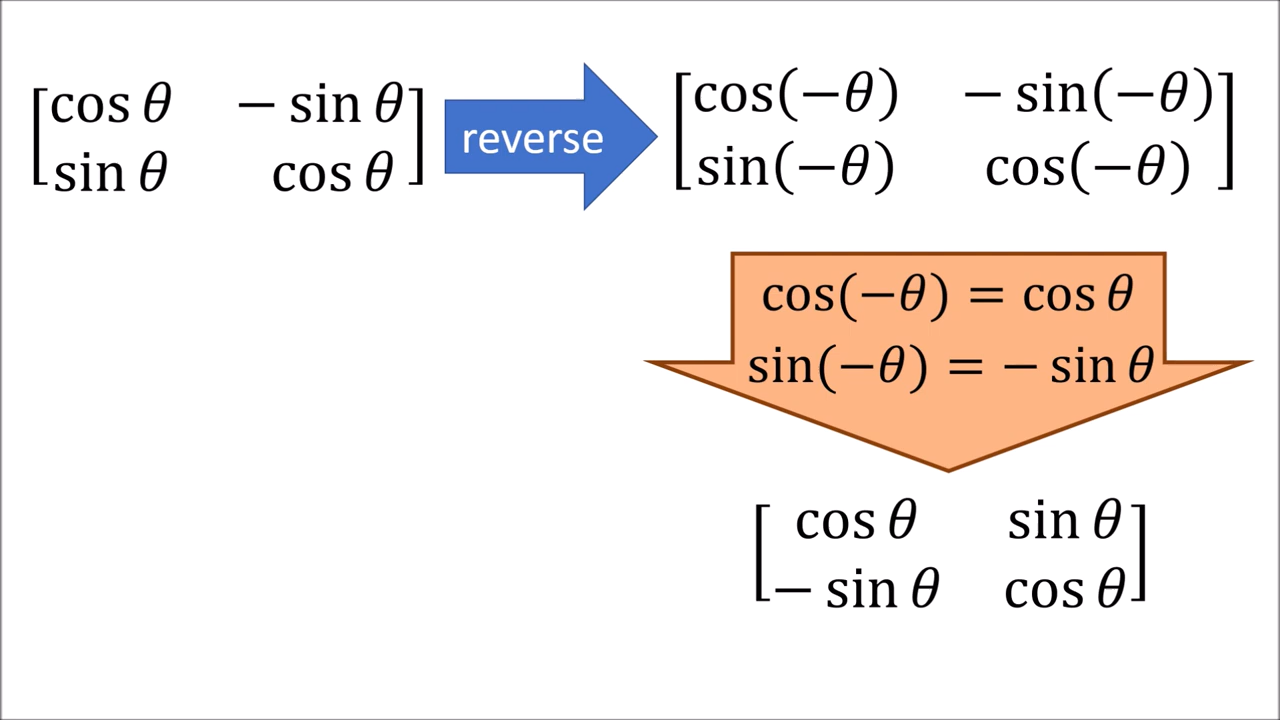 [cos θ − sin θ]
[sin θ cos θ]
reverse
[cos(−θ) − sin(−θ)]
[sin(−θ) cos(−θ)]
cos(−θ) = cos θ
sin(−θ) = − sin θ
[cos θ sin θ]
[− sin θ cos θ]